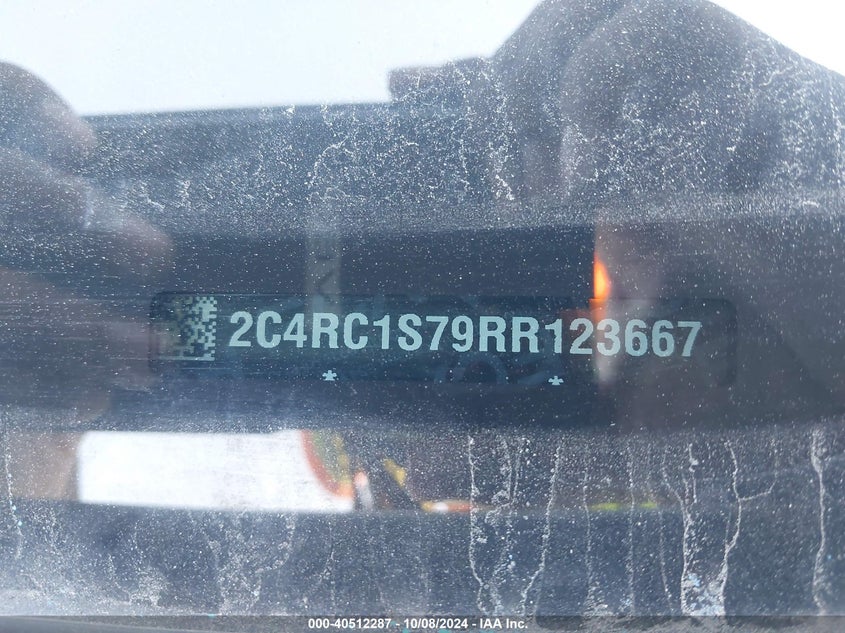 2C4RC1S79RR123667
000-40512287 - 10/08/2024 - IAA Inc.